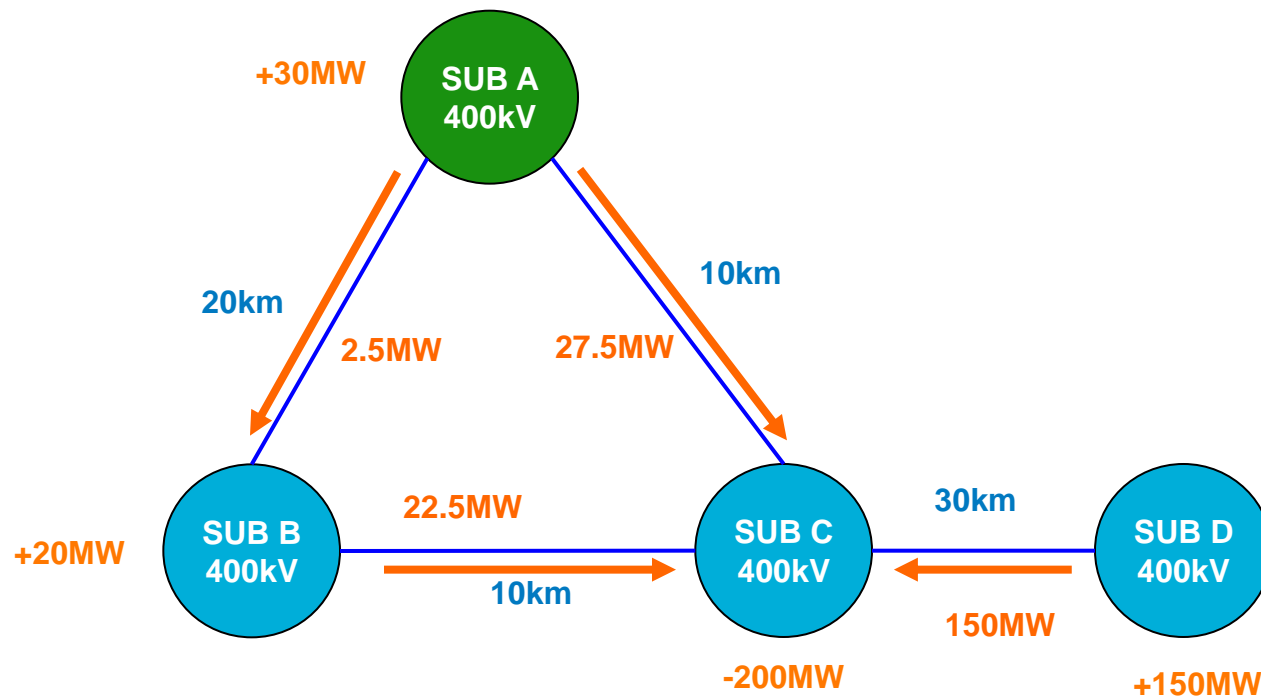 +30MW
SUB A
400kV
20km
10km
2.5MW
27.5MW
+20MW
SUB B
400kV
22.5MW
10km
SUB C
400kV
-200MW
30km
150MW
SUB D
400kV
+150MW